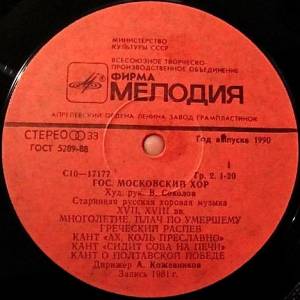 МИНИСТЕРСТВО
КУЛЬТУРЫ СССР
ВСЕСОЮЗНОЕ ТВОРЧЕСКО-
ПРОИЗВОДСТВЕННОЕ ОБЪЕДИНЕНИЕ
ФИРМА
МЕЛОДИЯ
АПРЕЛЕВСКИЙ ОРДЕНА ЛЕНИНА ЗАВОД ГРАМПЛАСТИНОК
СТЕРЕО 33
Год выпуска 1990
ГОСТ 5289-88
1
С10—17177 Гр. 2. 1-20
ГОС. МОСКОВСКИЙ ХОР
Худ. рук. В. Соколов
Старинная русская хоровая музыка
XVII, XVIII вв.
МНОГОЛЕТИЕ, ПЛАЧ ПО УМЕРШЕМУ
ГРЕЧЕСКИЙ РАСПЕВ
КАНТ «АХ, КОЛЬ ПРЕСЛАВНО»
КАНТ «СИДИТ СОВА НА ПЕЧИ»
КАНТ О ПОЛТАВСКОЙ ПОБЕДЕ
Дирижёр А. Кожевников
Запись 1981 г.